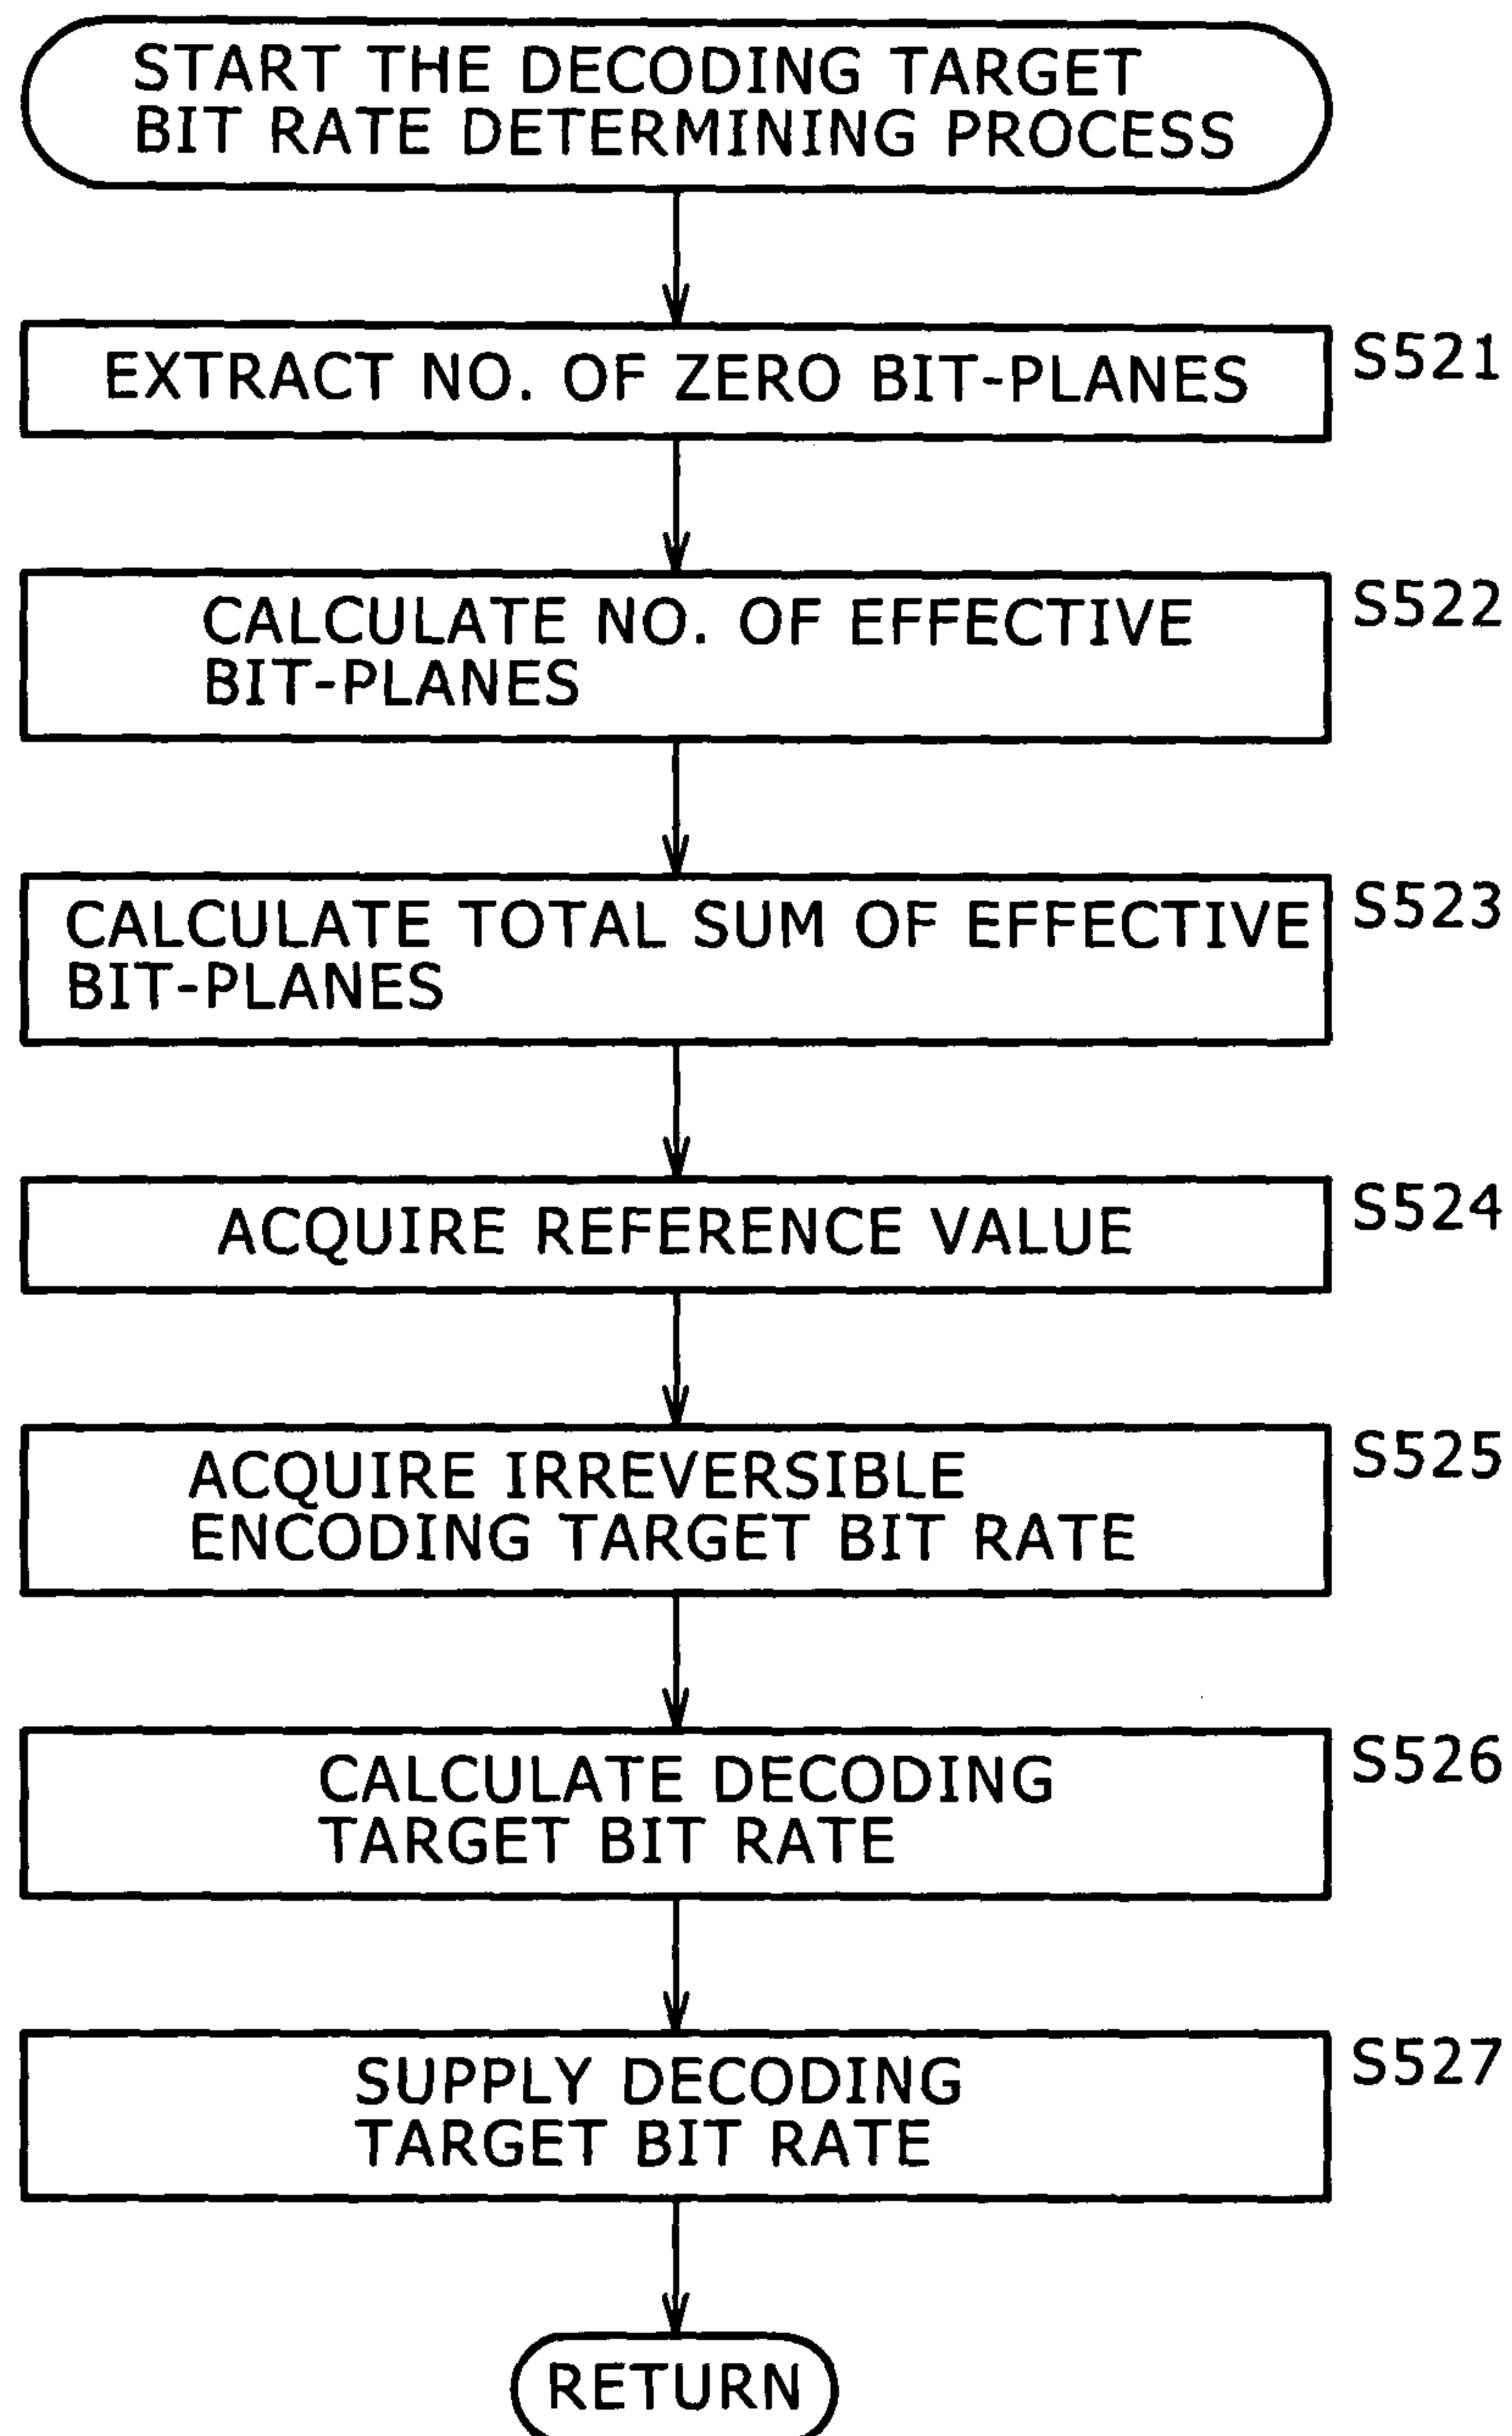 START THE DECODING TARGET
BIT RATE DETERMINING PROCESS
EXTRACT NO. OF ZERO BIT-PLANES
S521
CALCULATE NO. OF EFFECTIVE
BIT-PLANES
S522
CALCULATE TOTAL SUM OF EFFECTIVE
BIT-PLANES
S523
ACQUIRE REFERENCE VALUE
S524
ACQUIRE IRREVERSIBLE
ENCODING TARGET BIT RATE
S525
CALCULATE DECODING
TARGET BIT RATE
S526
SUPPLY DECODING
TARGET BIT RATE
S527
RETURN